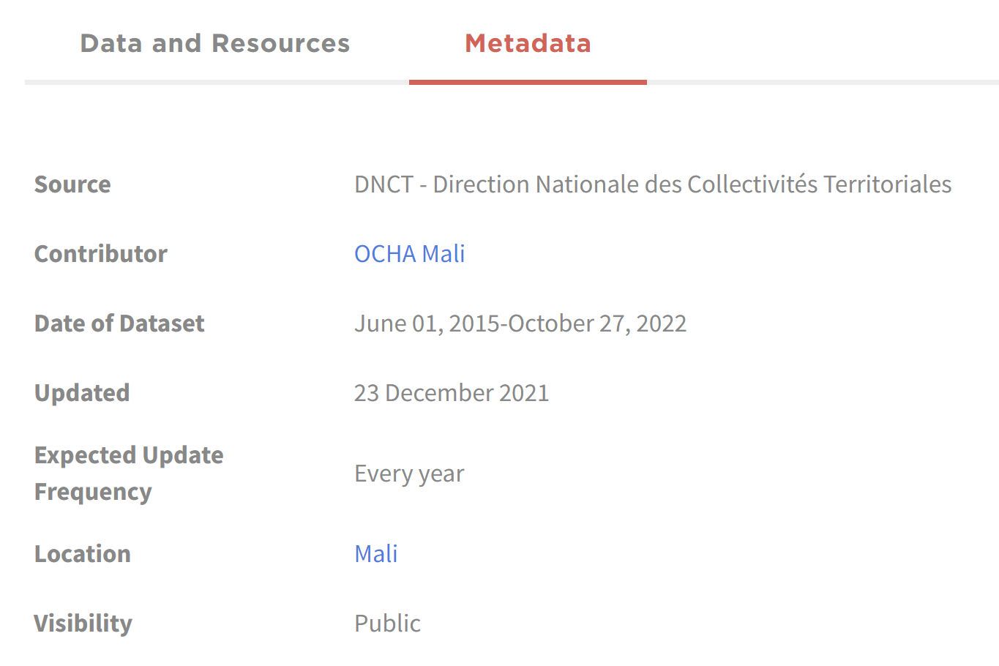 Data and Resources Metadata
Source DNCT - Direction Nationale des Collectivités Territoriales
Contributor OCHA Mali
Date of Dataset June 01, 2015-October 27, 2022
Updated 23 December 2021
Expected Update
Frequency Every year
Location Mali
Visibility Public